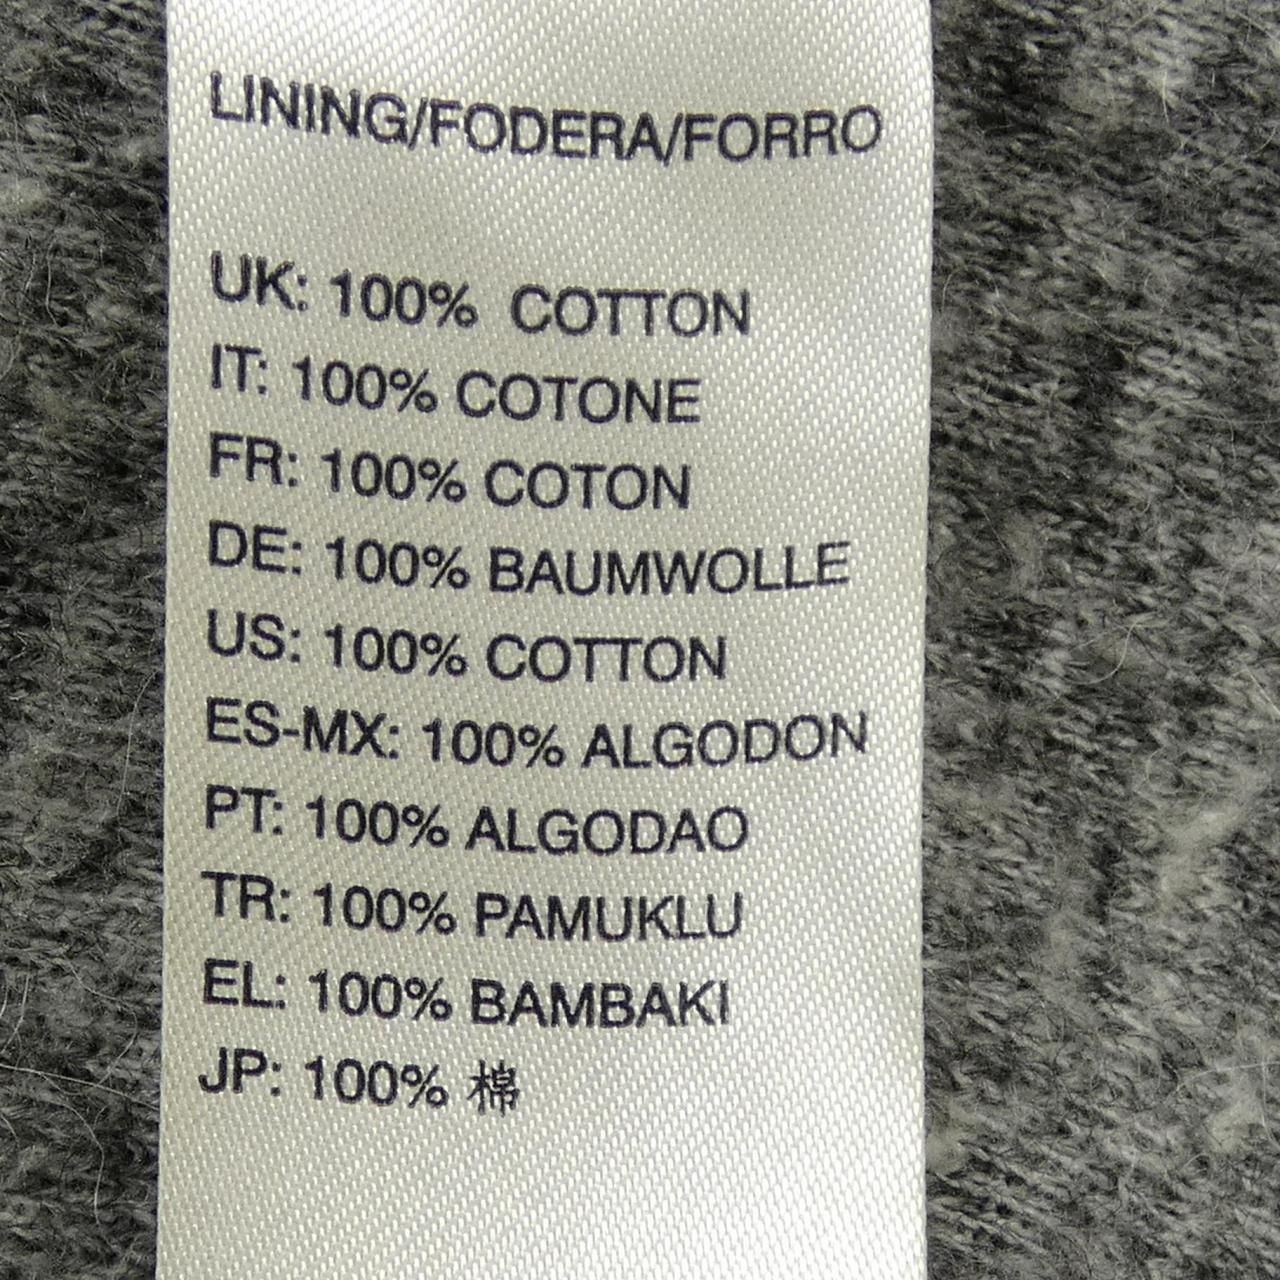 LINING/FODERA/FORRO
UK: 100% COTTON
IT: 100% COTONE
FR: 100% COTON
DE: 100% BAUMWOLLE
US: 100% COTTON
ES-MX: 100% ALGODON
PT: 100% ALGODAO
TR: 100% PAMUKLU
EL: 100% BAMBAKI
JP: 100% 棉